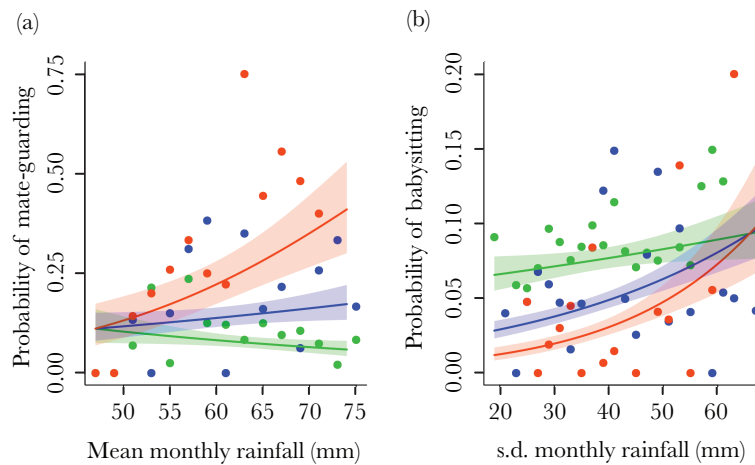 (a)
Probability of mate-guarding
0.75
0.50
0.25
0.00
50 55 60 65 70 75
Mean monthly rainfall (mm)
(b)
Probability of babysitting
0.20
0.15
0.10
0.05
0.00
20 30 40 50 60
s.d. monthly rainfall (mm)